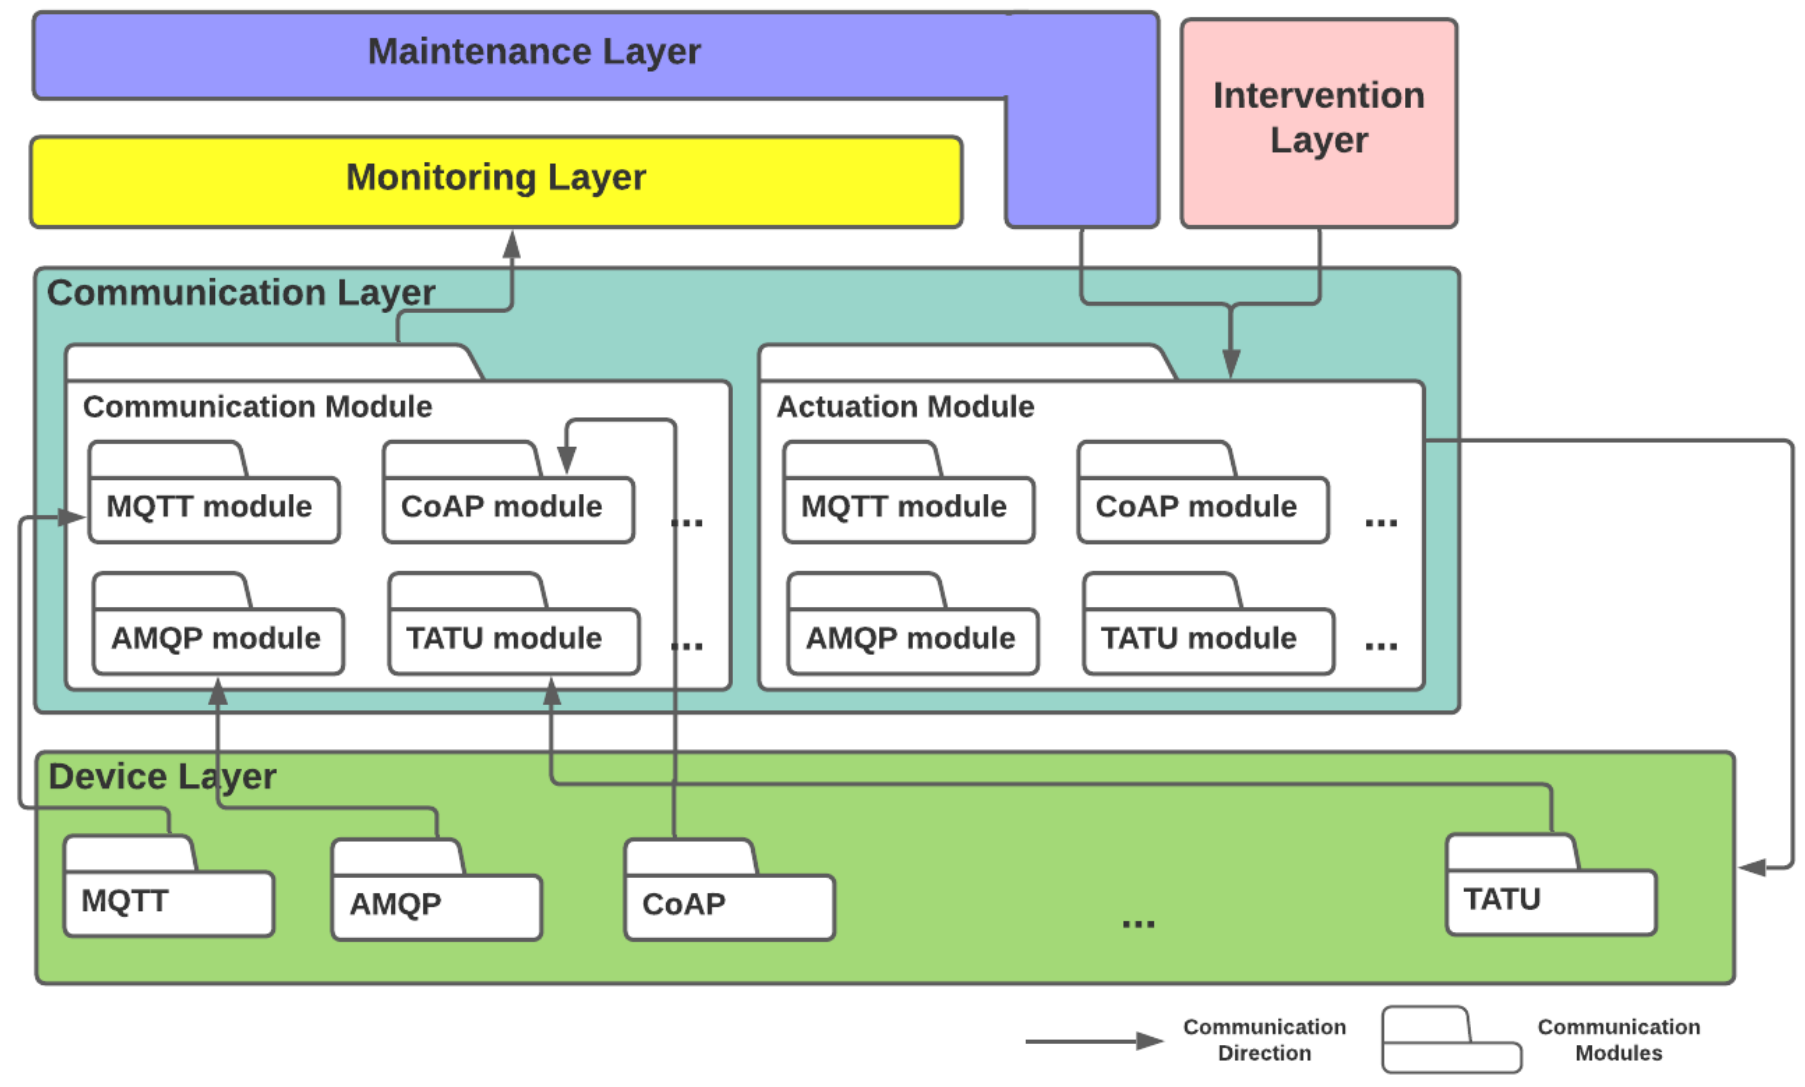 Maintenance Layer
Intervention
Layer
Monitoring Layer
Communication Layer
Communication Module
MQTT module
CoAP module
...
AMQP module
TATU module
...
Actuation Module
MQTT module
CoAP module
...
AMQP module
TATU module
...
Device Layer
MQTT
AMQP
CoAP
...
TATU
Communication
Direction
Communication
Modules